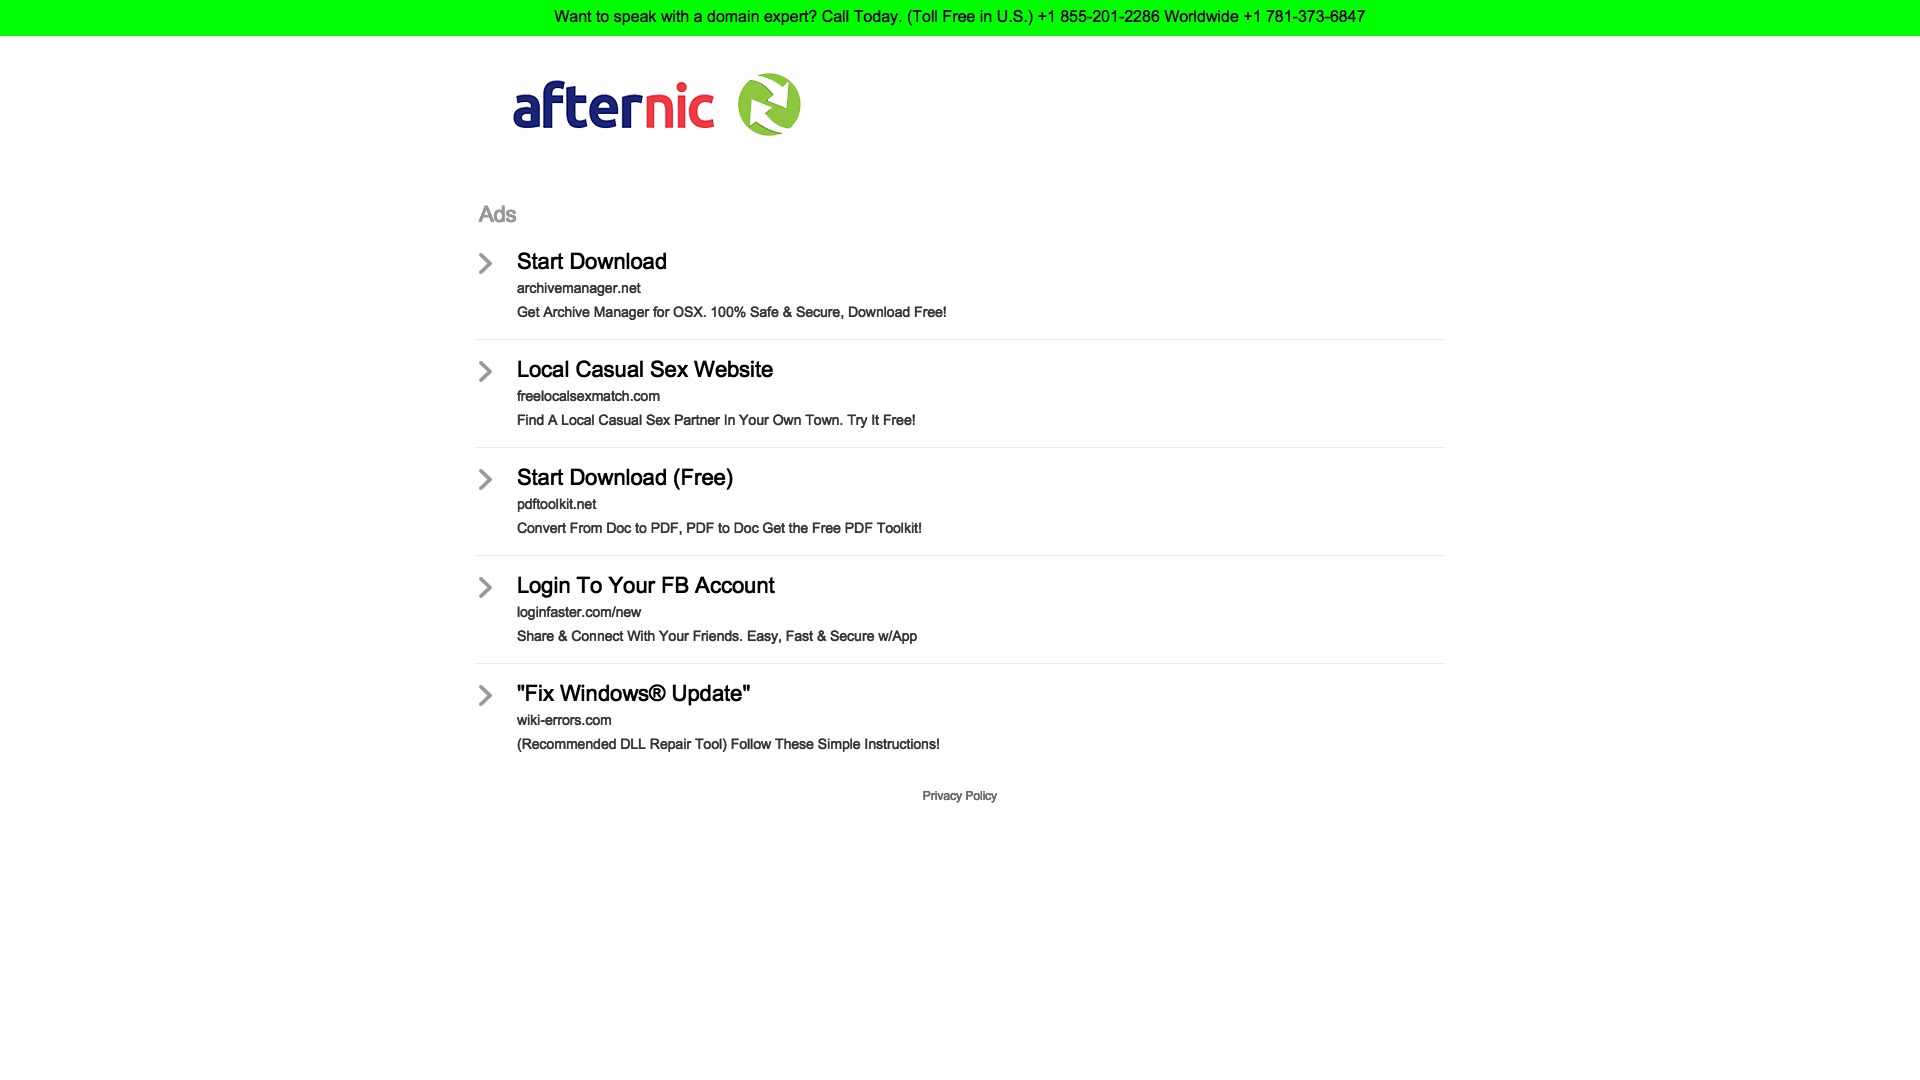 Want to speak with a domain expert? Call Today. (Toll Free in U.S.) +1 855-201-2286 Worldwide +1 781-373-6847
afternic
Ads
Start Download
archivemanager.net
Get Archive Manager for OSX. 100% Safe & Secure, Download Free!
Local Casual Sex Website
freelocalsexmatch.com
Find A Local Casual Sex Partner In Your Own Town. Try It Free!
Start Download (Free)
pdftoolkit.net
Convert From Doc to PDF, PDF to Doc Get the Free PDF Toolkit!
Login To Your FB Account
loginfaster.com/new
Share & Connect With Your Friends. Easy, Fast & Secure w/App
"Fix Windows® Update"
wiki-errors.com
(Recommended DLL Repair Tool) Follow These Simple Instructions!
Privacy Policy